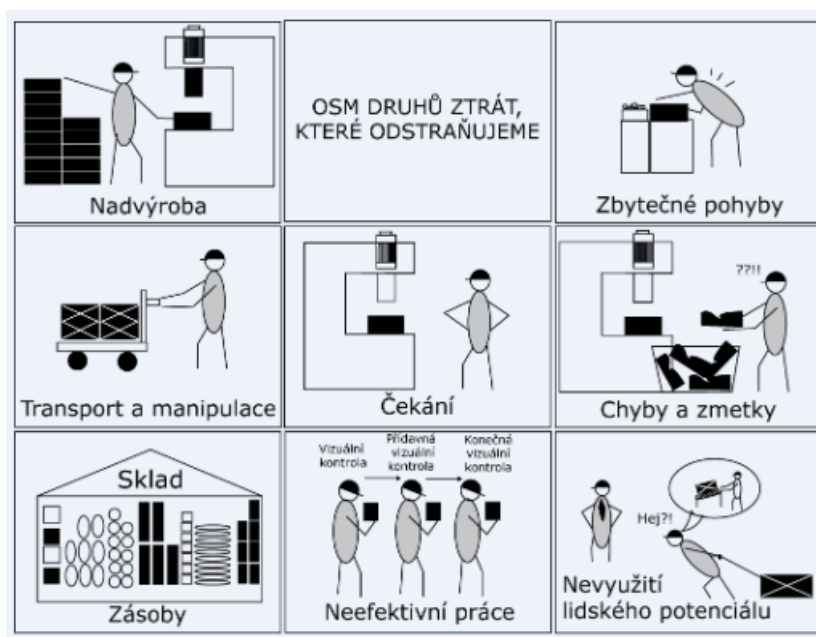 Nadvýroba
OSM DRUHŮ ZTRÁT,
KTERÉ ODSTRAŇUJEME
Zbytečné pohyby
Transport a manipulace
Čekání
??!!
Chyby a zmetky
Sklad
Zásoby
Vizuální
kontrola
Přídavná
vizuální
kontrola
Konečná
vizuální
kontrola
Neefektivní práce
Hej?!
Nevyužití
lidského potenciálu